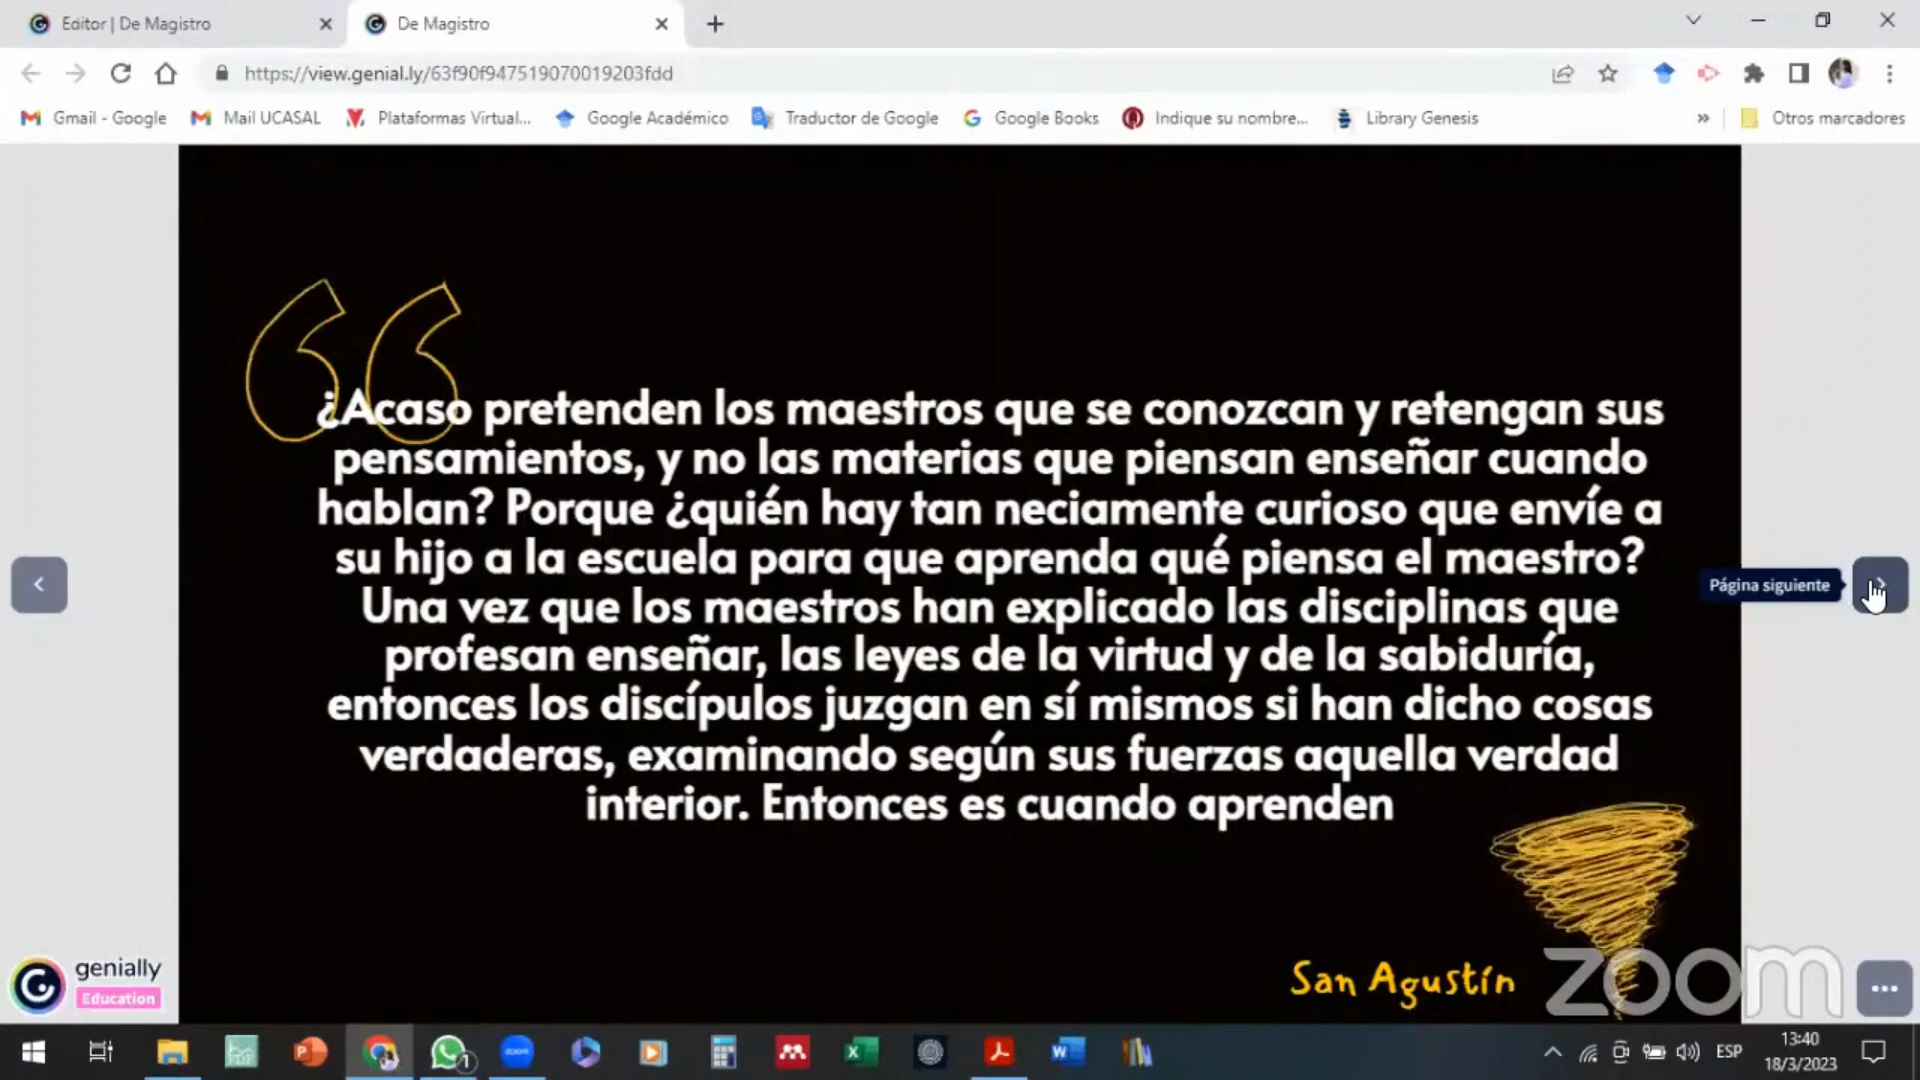 Editor | De Magistro
De Magistro
https://view.genial.ly/63f90f947519070019203fdd
Gmail - Google
Mail UCASAL
Plataformas Virtual...
Google Académico
Traductor de Google
Google Books
Indique su nombre...
Library Genesis
»
Otros marcadores
¿Acaso pretenden los maestros que se conozcan y retengan sus
pensamientos, y no las materias que piensan enseñar cuando
hablan? Porque ¿quién hay tan neciamente curioso que envíe a
su hijo a la escuela para que aprenda qué piensa el maestro?
Una vez que los maestros han explicado las disciplinas que
profesan enseñar, las leyes de la virtud y de la sabiduría,
entonces los discípulos juzgan en sí mismos si han dicho cosas
verdaderas, examinando según sus fuerzas aquella verdad
interior. Entonces es cuando aprenden
Página siguiente
San Agustín
zoom
genially
Education
zoom
1
ESP
13:40
18/3/2023